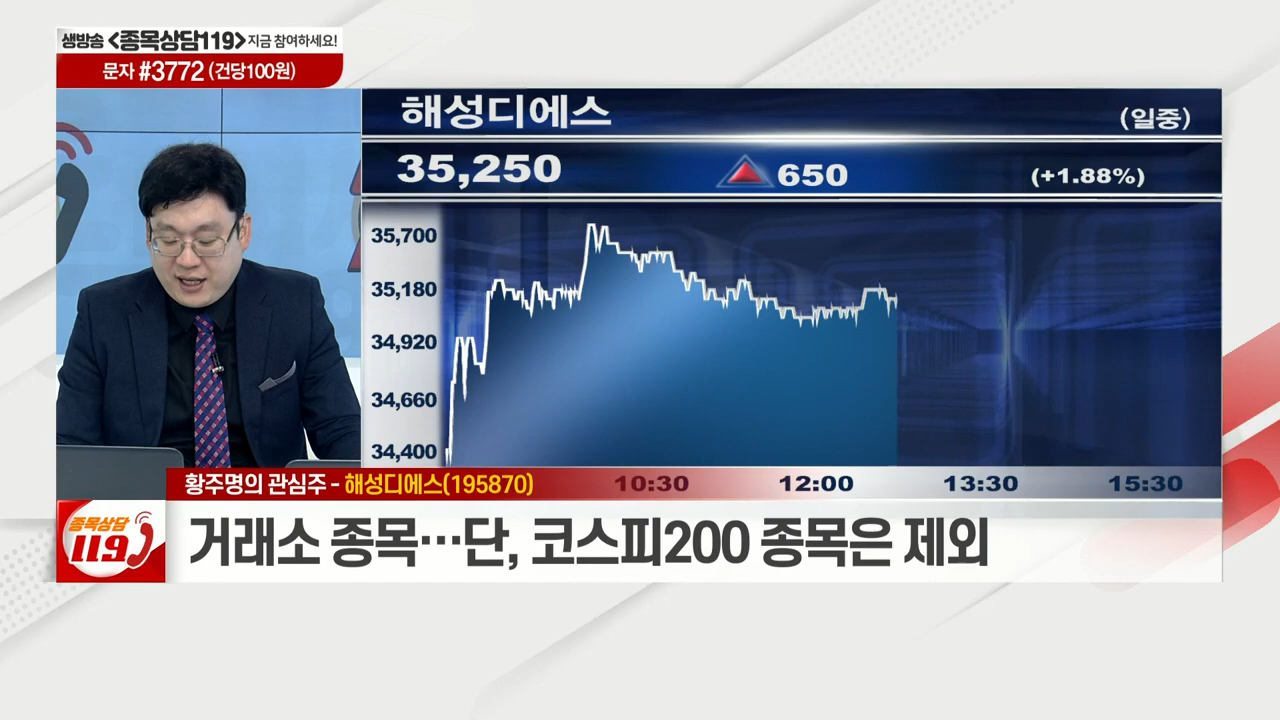 생방송 <종목상담119> 지금 참여하세요!
문자 #3772 (건당100원)
해성디에스
(일중)
35,250
650
(+1.88%)
35,700
35,180
34,920
34,660
34,400
10:30
12:00
13:30
15:30
황주명의 관심주 - 해성디에스(195870)
종목상담
119
거래소 종목…단, 코스피200 종목은 제외